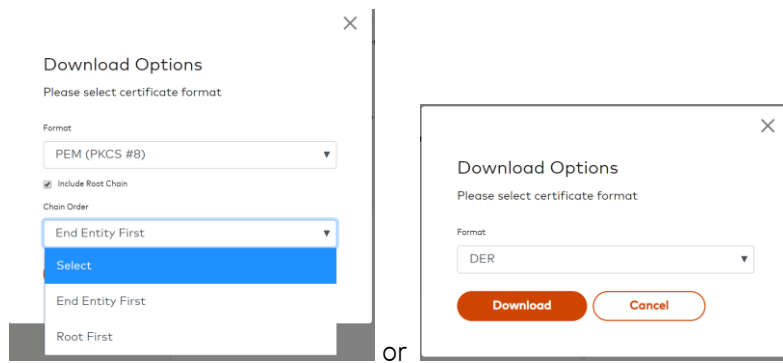 Download Options
Please select certificate format
Format
PEM (PKCS #8)
Include Root Chain
Chain Order
End Entity First
Select
End Entity First
Root First
or
Download Options
Please select certificate format
Format
DER
Download Cancel